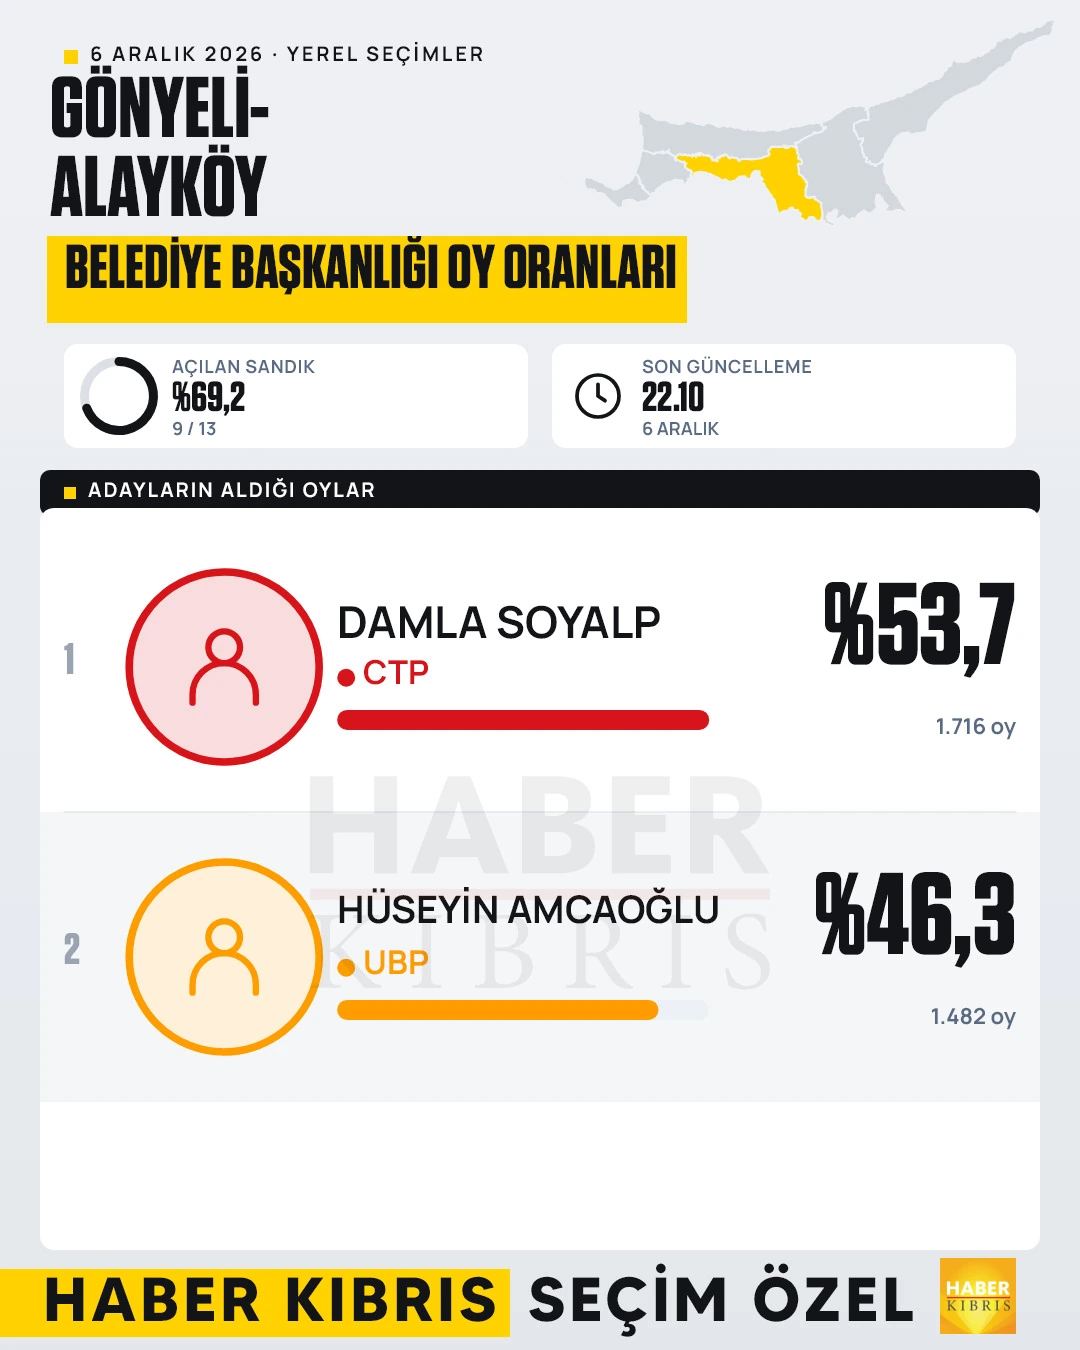 6 ARALIK 2026 · YEREL SEÇİMLER
GÖNYELİ-
ALAYKÖY
BELEDİYE BAŞKANLIĞI OY ORANLARI
AÇILAN SANDIK
%69,2
9 / 13
SON GÜNCELLEME
22.10
6 ARALIK
ADAYLARIN ALDIĞI OYLAR
1
DAMLA SOYALP
CTP
%53,7
1.716 oy
HABER
KIBRIS
2
HÜSEYİN AMCAOĞLU
UBP
%46,3
1.482 oy
HABER KIBRIS SEÇİM ÖZEL
HABER
KIBRIS